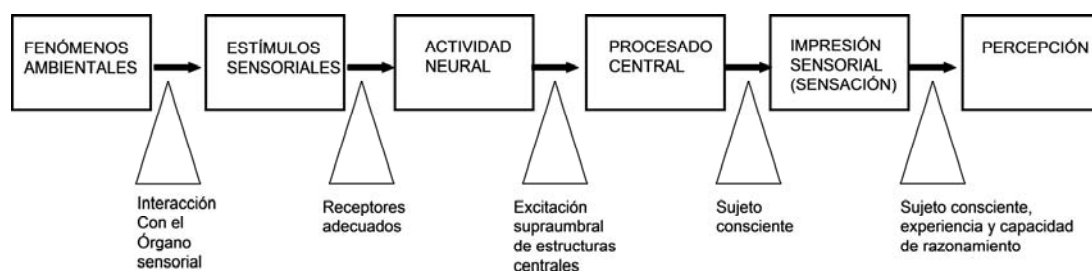 FENÓMENOS
AMBIENTALES
ESTÍMULOS
SENSORIALES
ACTIVIDAD
NEURAL
PROCESADO
CENTRAL
IMPRESIÓN
SENSORIAL
(SENSACIÓN)
PERCEPCIÓN
Interacción
Con el
Órgano
sensorial
Receptores
adecuados
Excitación
supraumbral
de estructuras
centrales
Sujeto
consciente
Sujeto consciente,
experiencia y capacidad
de razonamiento